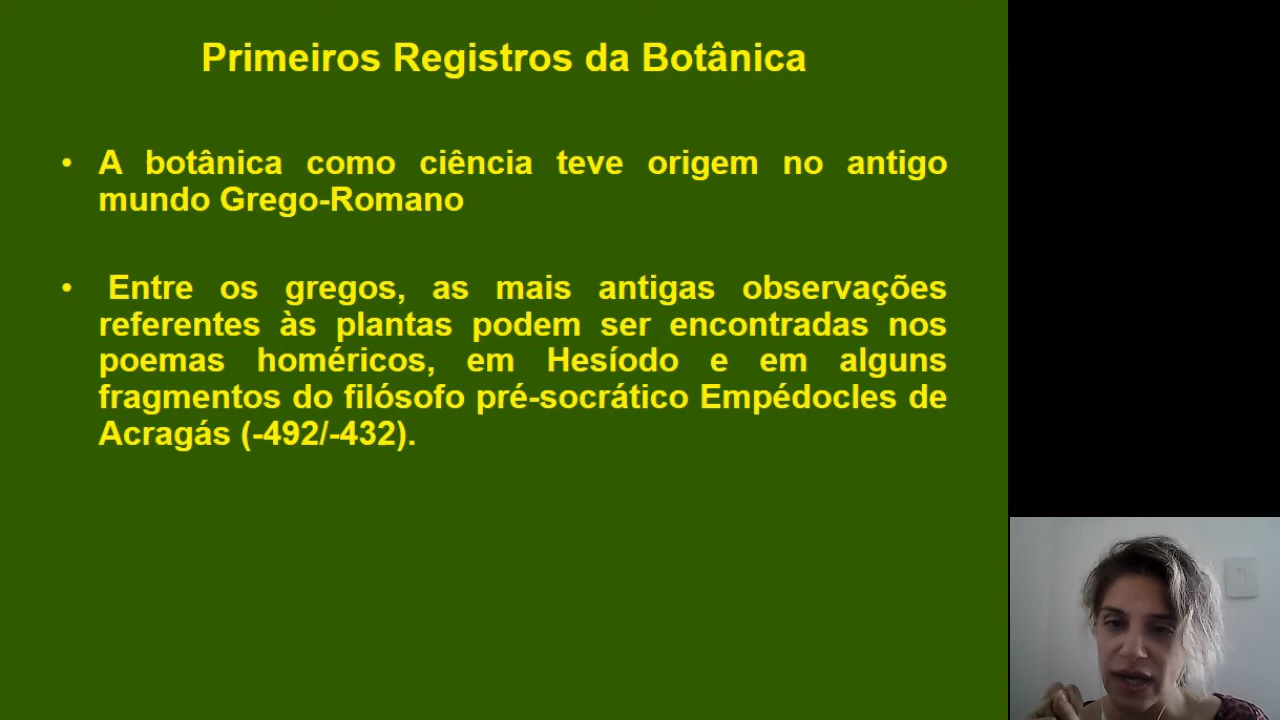 Primeiros Registros da Botânica
• A botânica como ciência teve origem no antigo
mundo Grego-Romano
• Entre os gregos, as mais antigas observações
referentes às plantas podem ser encontradas nos
poemas homéricos, em Hesíodo e em alguns
fragmentos do filósofo pré-socrático Empédocles de
Acragás (-492/-432).